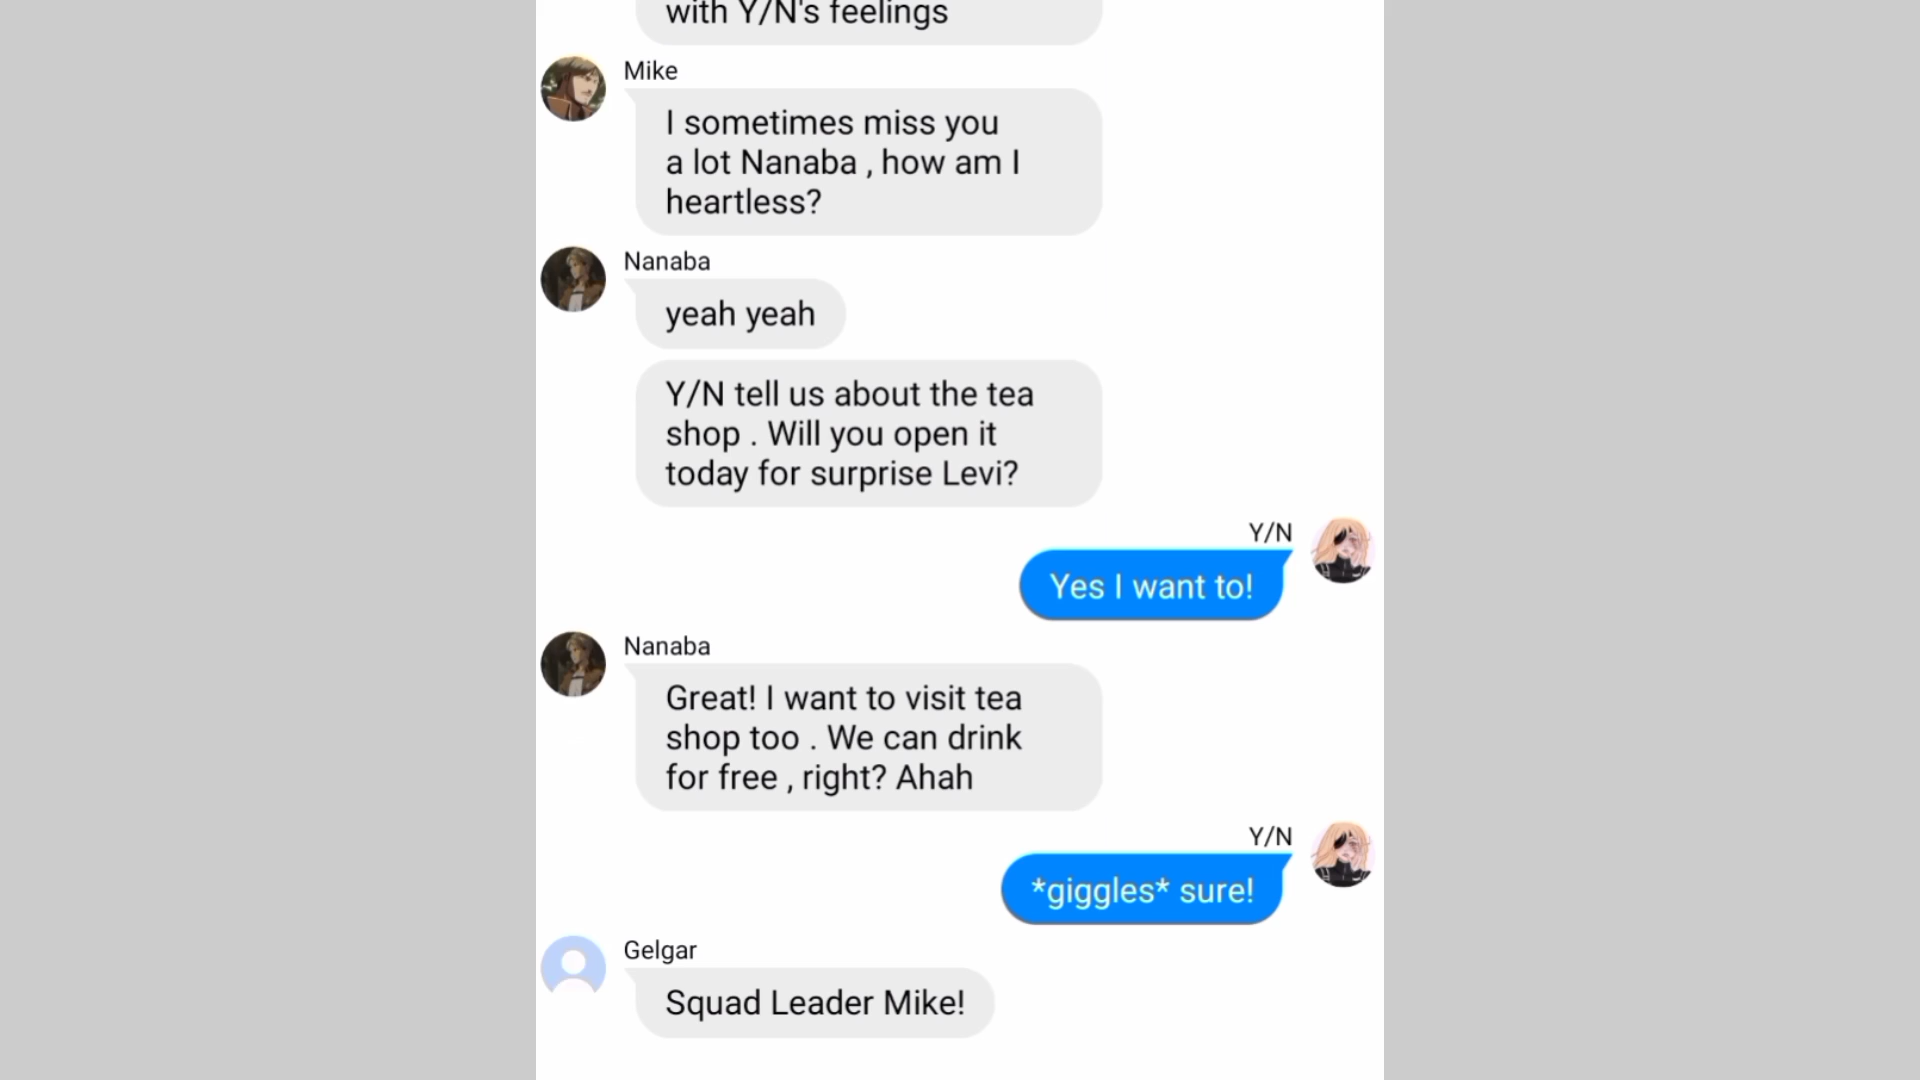 with Y/N's feelings
Mike
I sometimes miss you
a lot Nanaba , how am I
heartless?
Nanaba
yeah yeah
Y/N tell us about the tea
shop . Will you open it
today for surprise Levi?
Y/N
Yes I want to!
Nanaba
Great! I want to visit tea
shop too . We can drink
for free , right? Ahah
Y/N
*giggles* sure!
Gelgar
Squad Leader Mike!